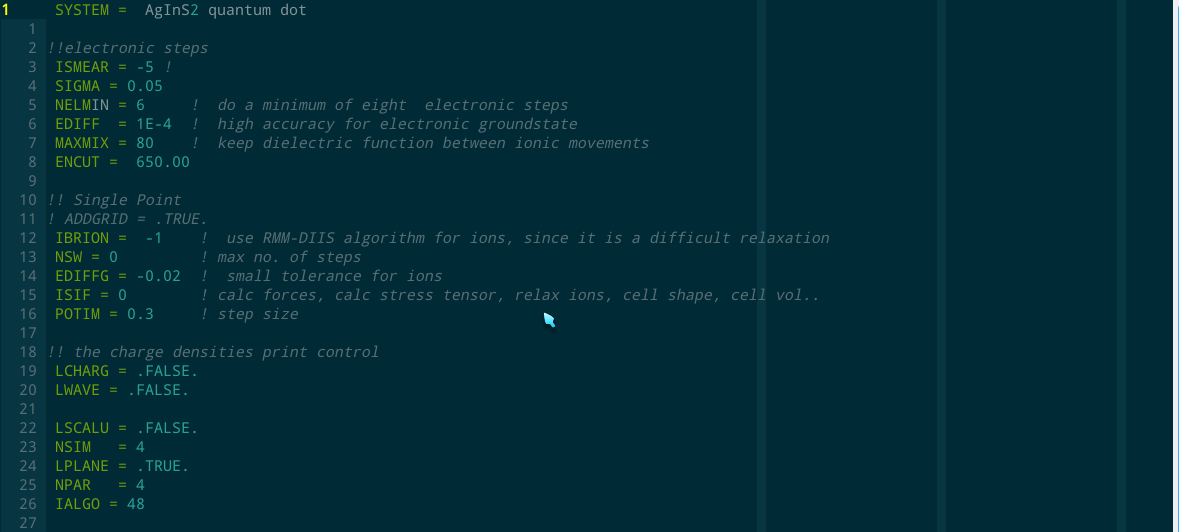 1 SYSTEM =  AgInS2 quantum dot
1
2 !!electronic steps
3 ISMEAR = -5 !
4 SIGMA = 0.05
5 NELMIN = 6     !  do a minimum of eight  electronic steps
6 EDIFF  = 1E-4  !  high accuracy for electronic groundstate
7 MAXMIX = 80    !  keep dielectric function between ionic movements
8 ENCUT =  650.00
9
10 !! Single Point
11 ! ADDGRID = .TRUE.
12 IBRION =  -1    !  use RMM-DIIS algorithm for ions, since it is a difficult relaxation
13 NSW = 0         ! max no. of steps
14 EDIFFG = -0.02  !  small tolerance for ions
15 ISIF = 0        ! calc forces, calc stress tensor, relax ions, cell shape, cell vol..
16 POTIM = 0.3     ! step size
17
18 !! the charge densities print control
19 LCHARG = .FALSE.
20 LWAVE = .FALSE.
21
22 LSCALU = .FALSE.
23 NSIM   = 4
24 LPLANE = .TRUE.
25 NPAR   = 4
26 IALGO = 48
27